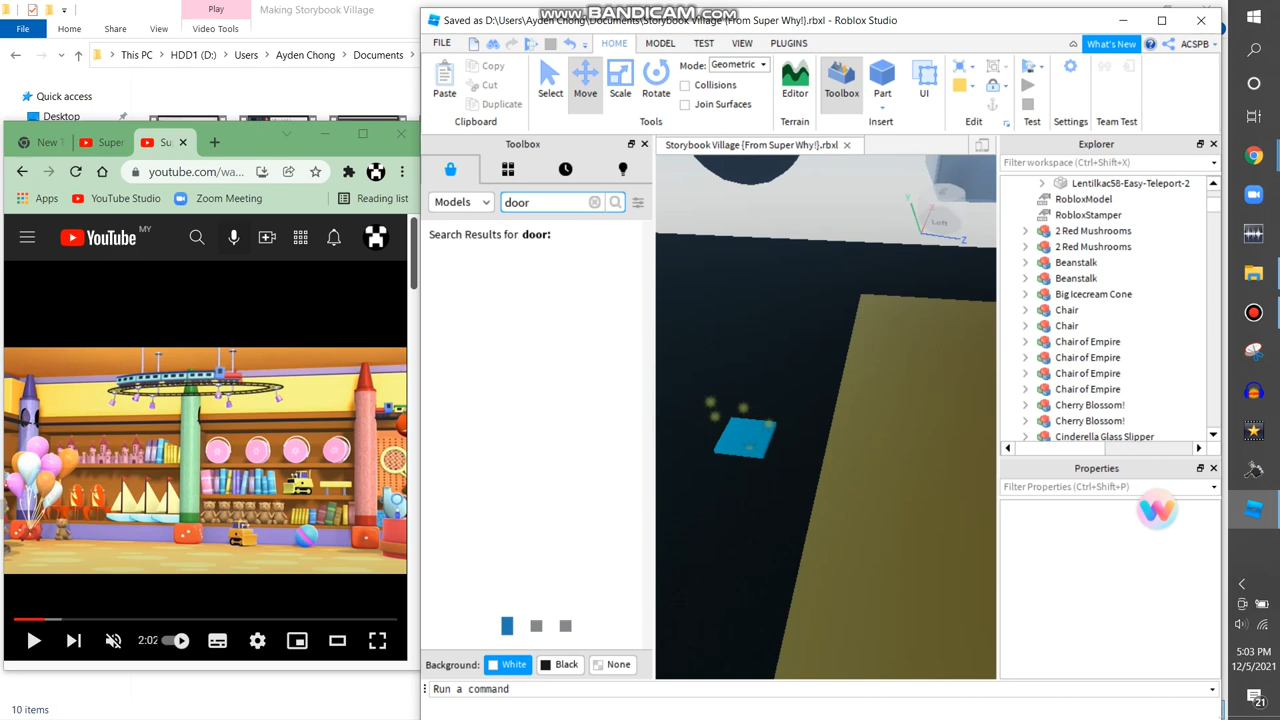 Play
Making Storybook Village
File
Home
Share
View
Video Tools
This PC
HDD1 (D:)
Users
Ayden Chong
Documents
Quick access
Desktop
New T
Super
Su
youtube.com/wa...
Apps
YouTube Studio
Zoom Meeting
Reading list
YouTube
MY
2:02
10 items
www.BANDICAM.com
Saved as D:\Users\Ayden Chong\Documents\Storybook Village {From Super Why!}.rbxl - Roblox Studio
FILE
HOME
MODEL
TEST
VIEW
PLUGINS
What's New
ACSPB
Paste
Copy
Cut
Duplicate
Clipboard
Select
Move
Scale
Rotate
Mode:
Geometric
Collisions
Join Surfaces
Tools
Editor
Terrain
Toolbox
Part
UI
Insert
Edit
Test
Settings
Team Test
Toolbox
Models
door
Search Results for door:
Background:
White
Black
None
Run a command
Storybook Village {From Super Why!}.rbxl
Left
Z
Y
Explorer
Filter workspace (Ctrl+Shift+X)
Lentilkac58-Easy-Teleport-2
RobloxModel
RobloxStamper
2 Red Mushrooms
2 Red Mushrooms
Beanstalk
Beanstalk
Big Icecream Cone
Chair
Chair
Chair of Empire
Chair of Empire
Chair of Empire
Chair of Empire
Cherry Blossom!
Cherry Blossom!
Cinderella Glass Slipper
Properties
Filter Properties (Ctrl+Shift+P)
5:03 PM
12/5/2021
21